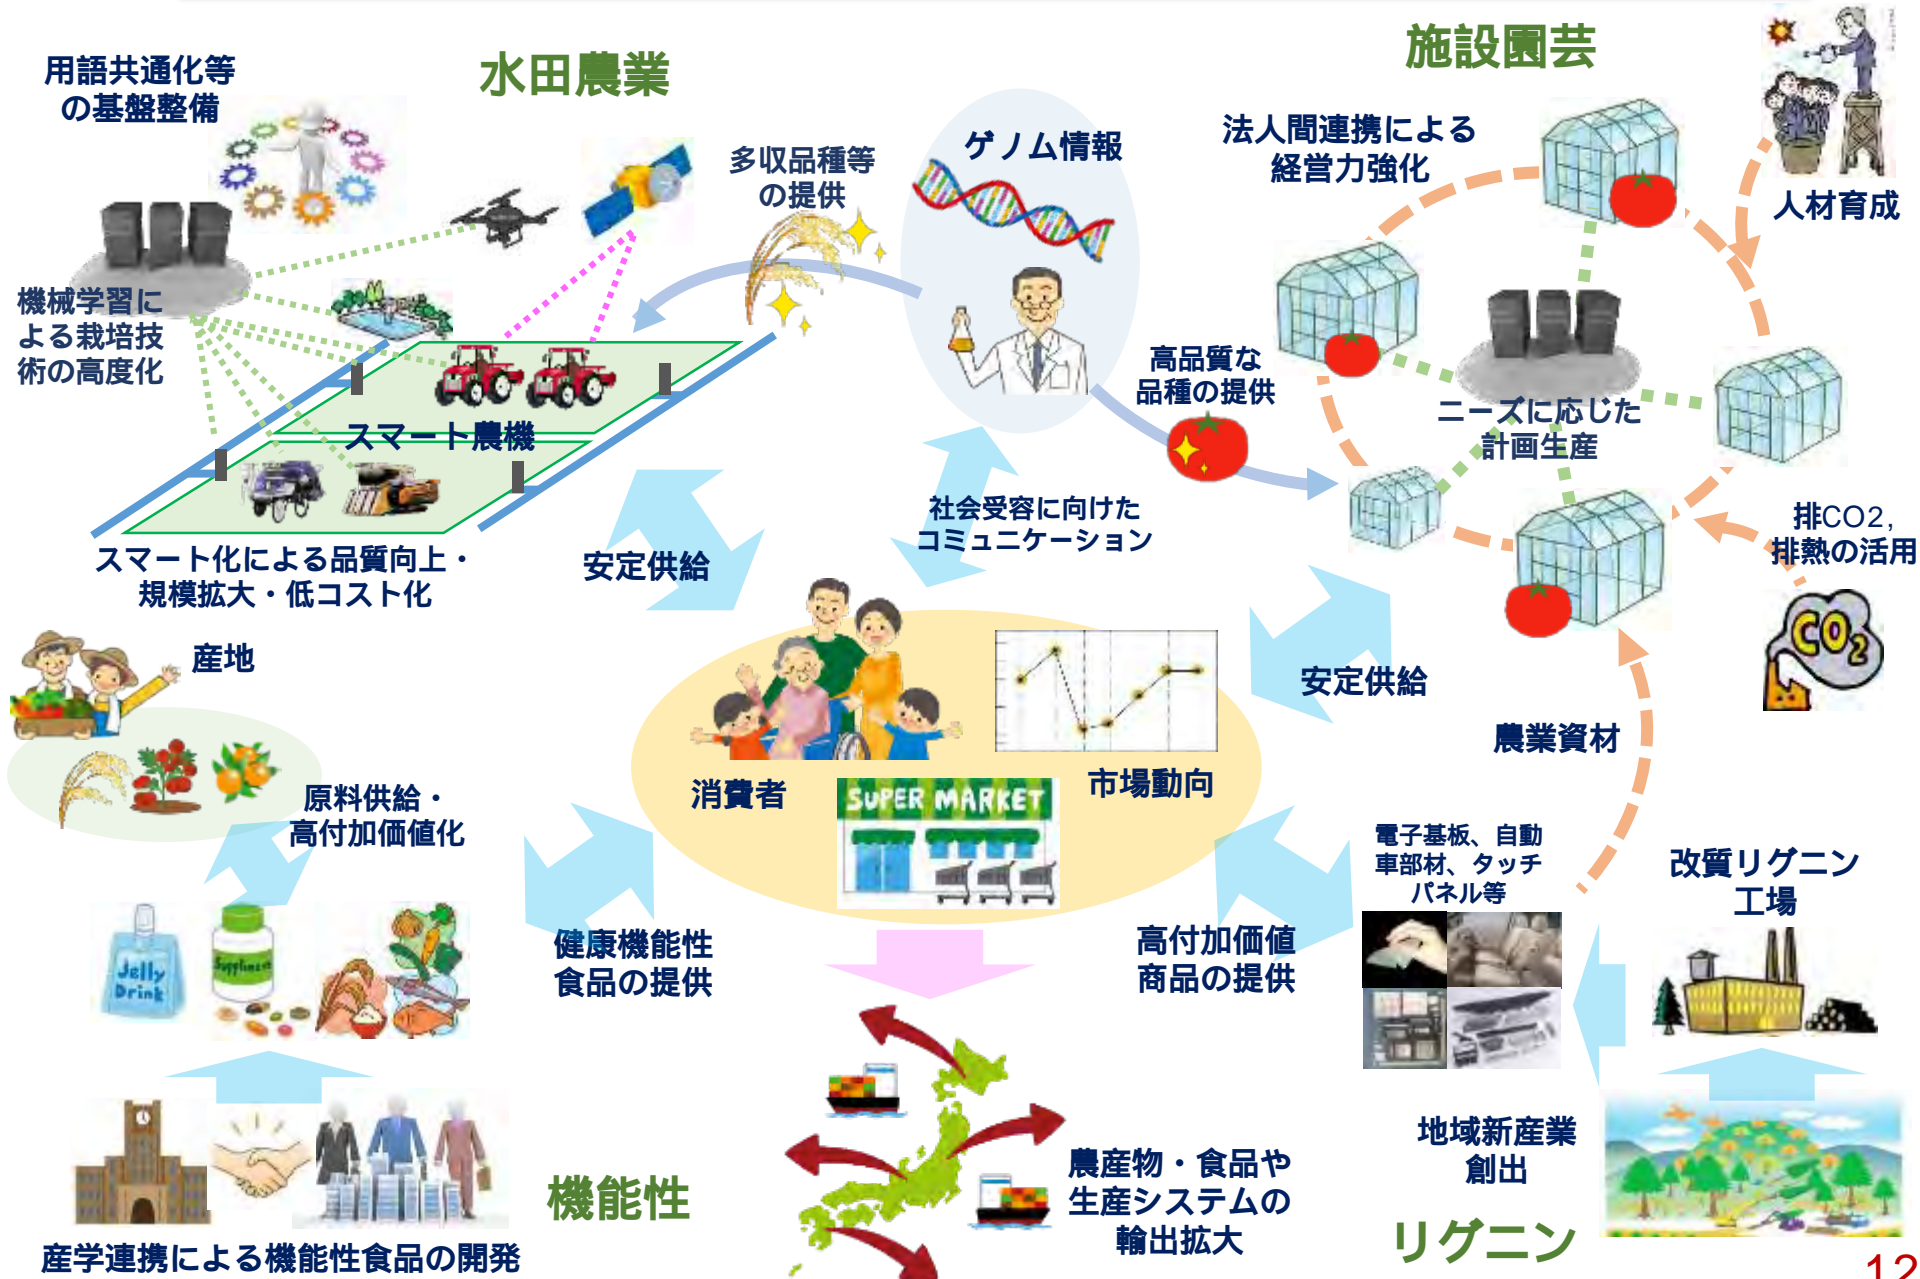 水田農業
施設園芸
用語共通化等
の基盤整備
多収品種等
の提供
ゲノム情報
法人間連携による
経営力強化
人材育成
機械学習に
よる栽培技
術の高度化
スマート農機
高品質な
品種の提供
ニーズに応じた
計画生産
社会受容に向けた
コミュニケーション
排CO2,
排熱の活用
CO2
スマート化による品質向上・
規模拡大・低コスト化
安定供給
安定供給
産地
農業資材
消費者
市場動向
SUPER MARKET
原料供給・
高付加価値化
電子基板、自動
車部材、タッチ
パネル等
改質リグニン
工場
Jelly
Drink
Suppliment
健康機能性
食品の提供
高付加価値
商品の提供
地域新産業
創出
農産物・食品や
生産システムの
輸出拡大
機能性
リグニン
産学連携による機能性食品の開発
12